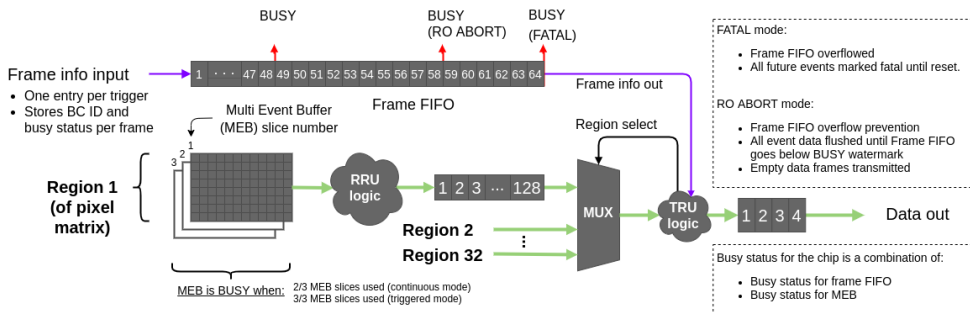 BUSY
BUSY
(RO ABORT)
BUSY
(FATAL)
Frame info input
• One entry per trigger
• Stores BC ID and
busy status per frame
1 · · · 47 48 49 50 51 52 53 54 55 56 57 58 59 60 61 62 63 64
Frame FIFO
Frame info out
Multi Event Buffer
(MEB) slice number
1
2
3
Region 1
(of pixel
matrix)
RRU
logic
1 2 3 ... 128
Region 2
⋮
Region 32
Region select
MUX
TRU
logic
1 2 3 4
Data out
MEB is BUSY when:
2/3 MEB slices used (continuous mode)
3/3 MEB slices used (triggered mode)
FATAL mode:
• Frame FIFO overflowed
• All future events marked fatal until reset.
RO ABORT mode:
• Frame FIFO overflow prevention
• All event data flushed until Frame FIFO
goes below BUSY watermark
• Empty data frames transmitted
Busy status for the chip is a combination of:
• Busy status for frame FIFO
• Busy status for MEB